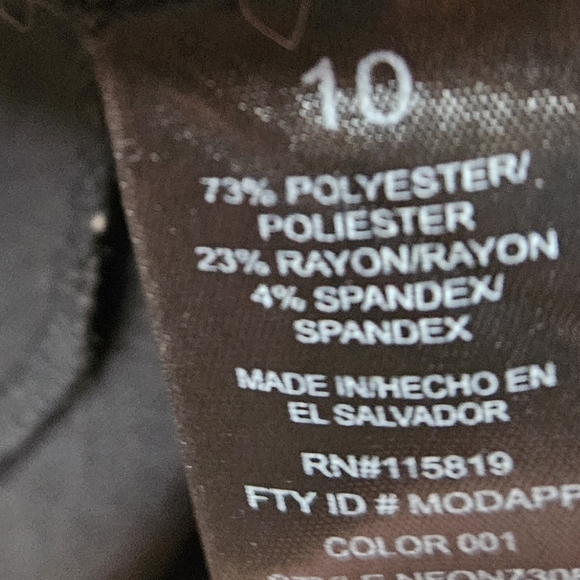 10
73% POLYESTER/
POLIESTER
23% RAYON/RAYON
4% SPANDEX/
SPANDEX
MADE IN/HECHO EN
EL SALVADOR
RN#115819
FTY ID # MODAPP
COLOR 001